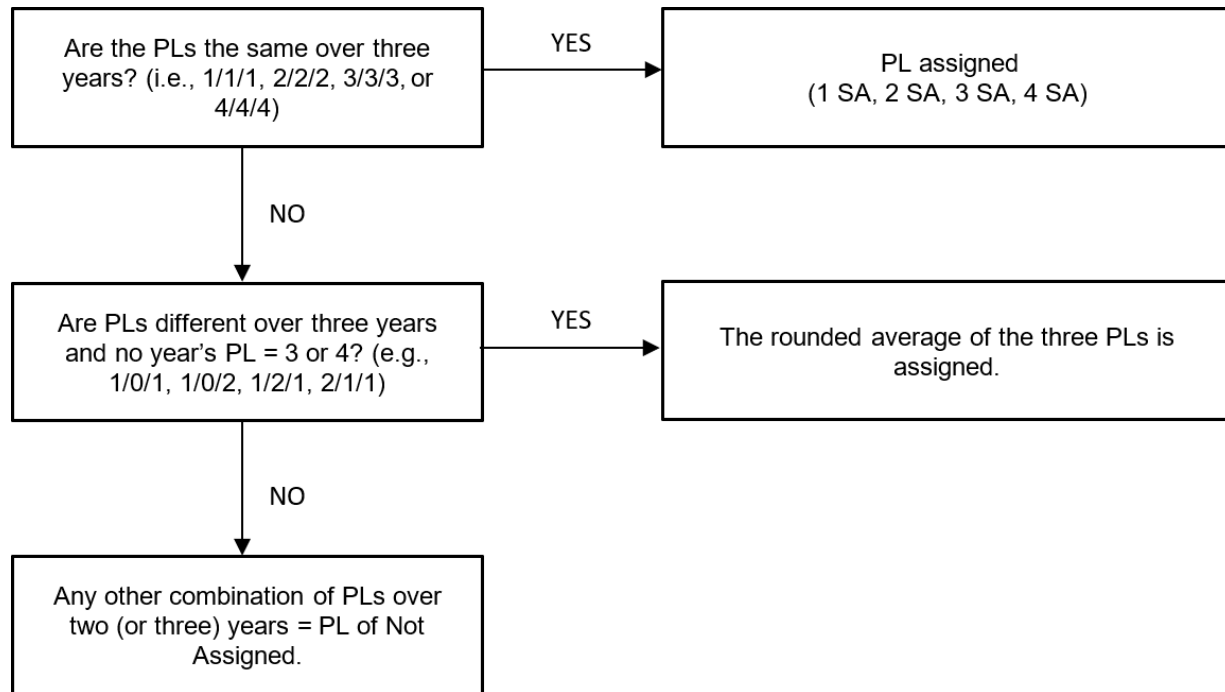 Are the PLs the same over three
years? (i.e., 1/1/1, 2/2/2, 3/3/3, or
4/4/4)
YES
PL assigned
(1 SA, 2 SA, 3 SA, 4 SA)
NO
Are PLs different over three years
and no year’s PL = 3 or 4? (e.g.,
1/0/1, 1/0/2, 1/2/1, 2/1/1)
YES
The rounded average of the three PLs is
assigned.
NO
Any other combination of PLs over
two (or three) years = PL of Not
Assigned.